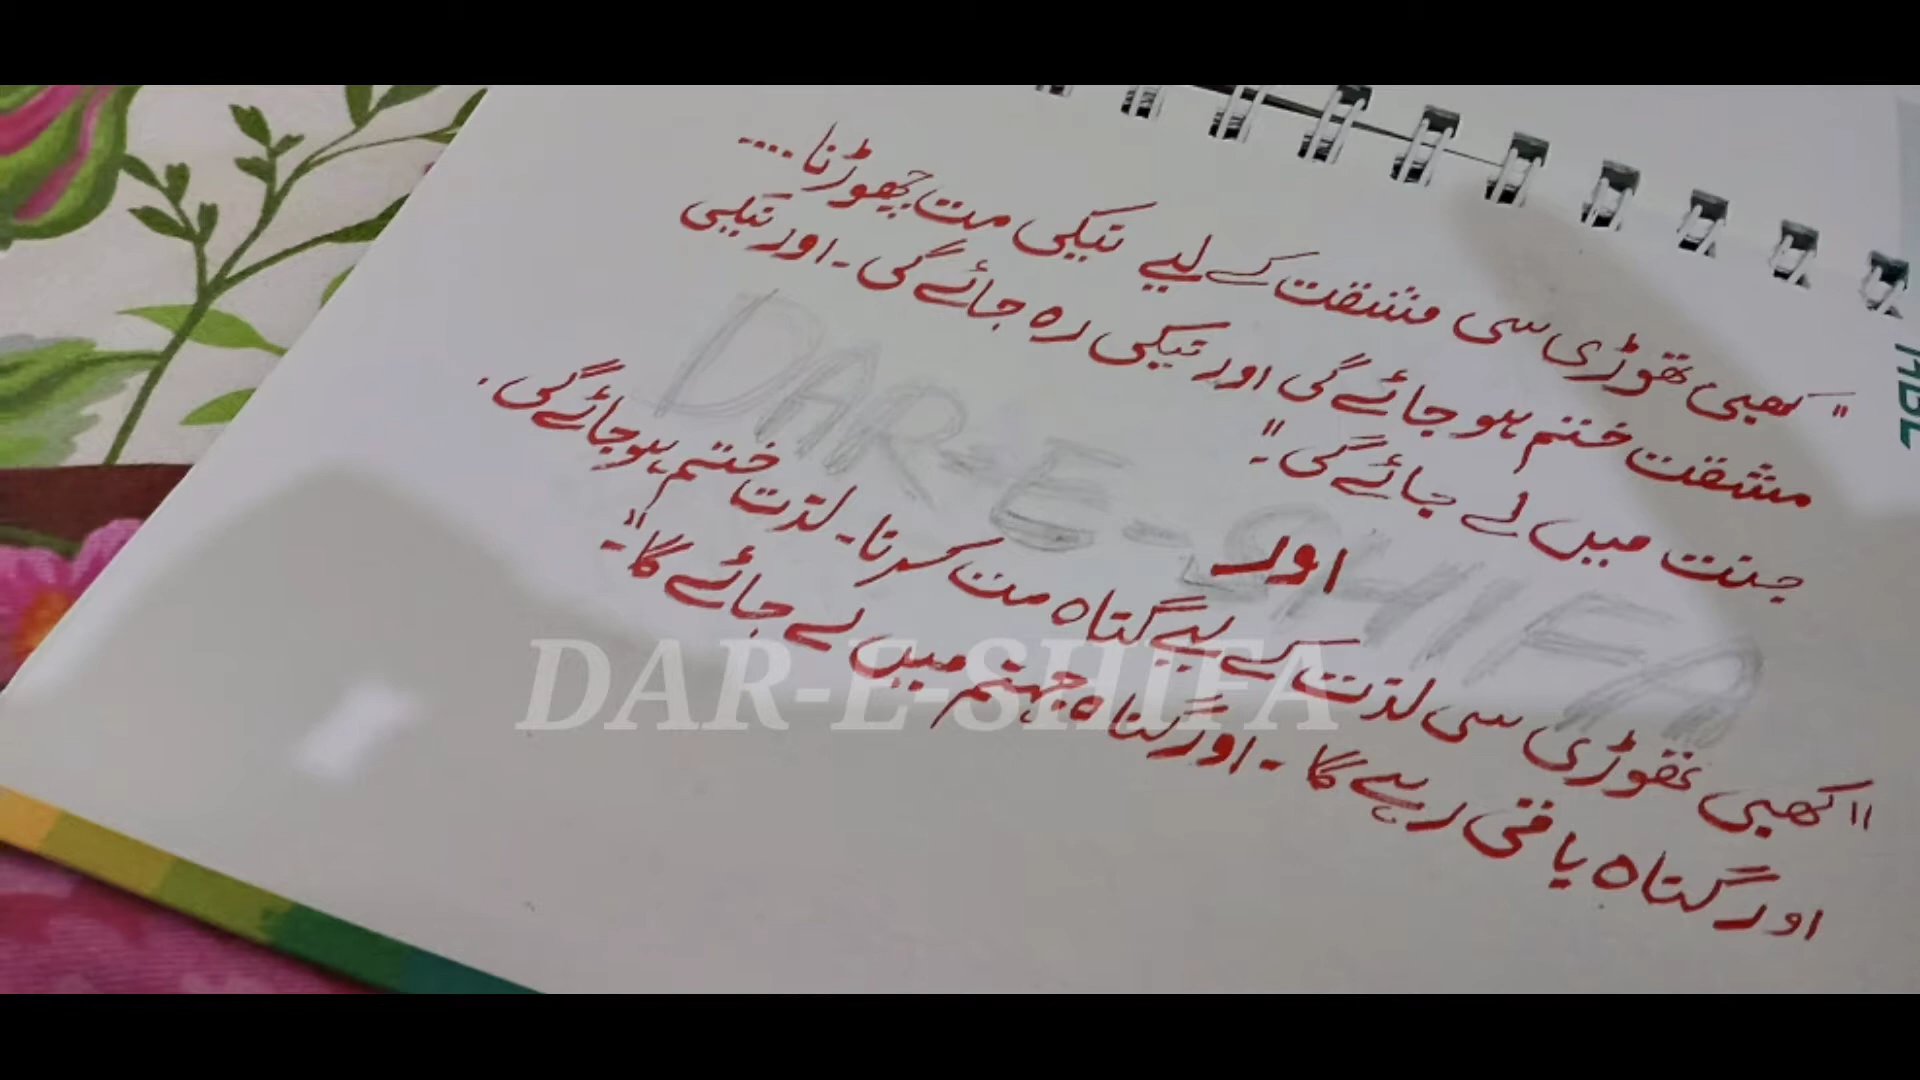 "کبھی تھوڑی سی مشقت کے لیے نیکی مت چھوڑنا....
مشقت ختم ہو جائے گی اور نیکی رہ جائے گی۔ اور نیکی
جنت میں لے جائے گی"۔
اور
"کبھی تھوڑی سی لذت کے لیے گناہ مت کرنا۔ لذت ختم ہو جائے گی۔
اور گناہ باقی رہے گا۔ اور گناہ جہنم میں لے جائے گا"۔
DAR-E-SHIFA
DAR-E-SHIFA
HBL